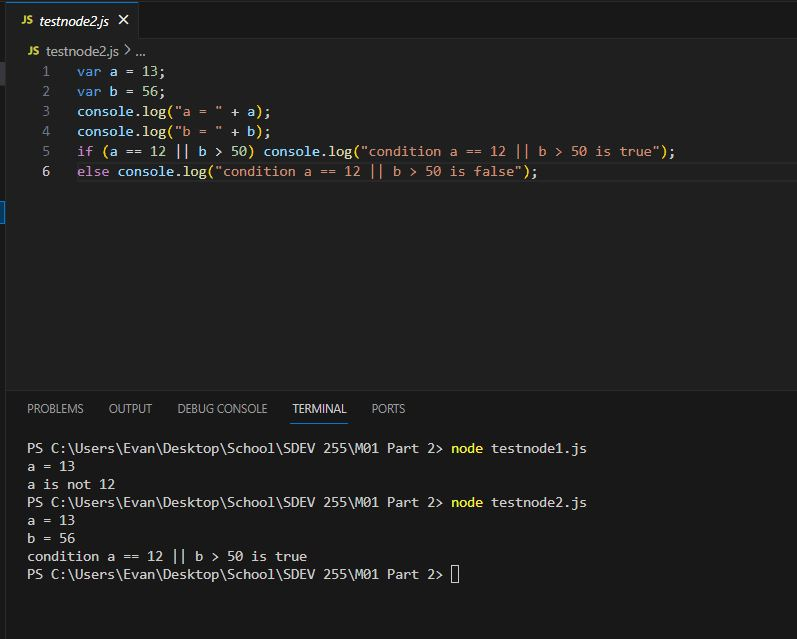 JS testnode2.js ×
JS testnode2.js > ...
1 var a = 13;
2 var b = 56;
3 console.log("a = " + a);
4 console.log("b = " + b);
5 if (a == 12 || b > 50) console.log("condition a == 12 || b > 50 is true");
6 else console.log("condition a == 12 || b > 50 is false");
PROBLEMS OUTPUT DEBUG CONSOLE TERMINAL PORTS
PS C:\Users\Evan\Desktop\School\SDEV 255\M01 Part 2> node testnode1.js
a = 13
a is not 12
PS C:\Users\Evan\Desktop\School\SDEV 255\M01 Part 2> node testnode2.js
a = 13
b = 56
condition a == 12 || b > 50 is true
PS C:\Users\Evan\Desktop\School\SDEV 255\M01 Part 2>